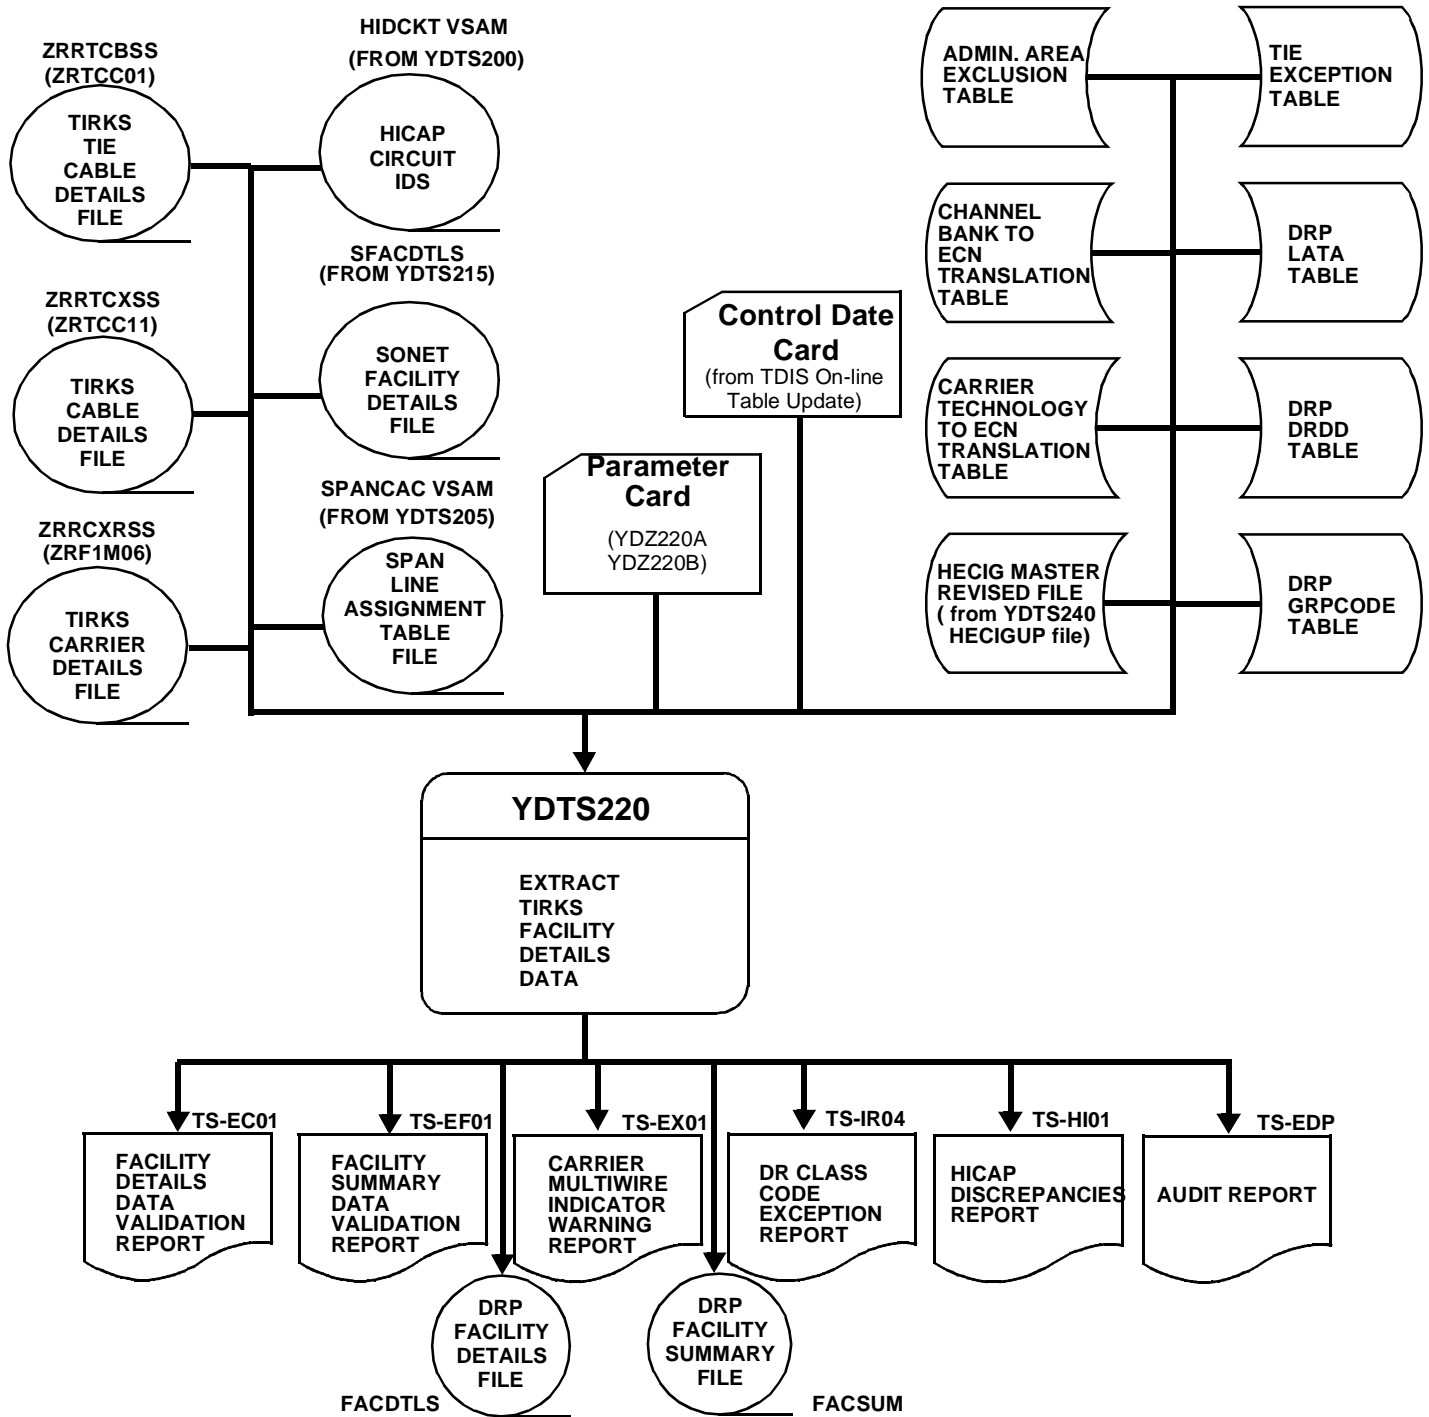 ZRRTCBSS
(ZRTCC01)
TIRKS
TIE
CABLE
DETAILS
FILE
HIDCKT VSAM
(FROM YDTS200)
HICAP
CIRCUIT
IDS
ZRRTCXSS
(ZRTCC11)
TIRKS
CABLE
DETAILS
FILE
SFACDTLS
(FROM YDTS215)
SONET
FACILITY
DETAILS
FILE
ZRRCXRSS
(ZRF1M06)
TIRKS
CARRIER
DETAILS
FILE
SPANCAC VSAM
(FROM YDTS205)
SPAN
LINE
ASSIGNMENT
TABLE
FILE
Parameter
Card
(YDZ220A
YDZ220B)
Control Date
Card
(from TDIS On-line
Table Update)
ADMIN. AREA
EXCLUSION
TABLE
TIE
EXCEPTION
TABLE
CHANNEL
BANK TO
ECN
TRANSLATION
TABLE
DRP
LATA
TABLE
CARRIER
TECHNOLOGY
TO ECN
TRANSLATION
TABLE
DRP
DRDD
TABLE
HECIG MASTER
REVISED FILE
( from YDTS240
HECIGUP file)
DRP
GRPCODE
TABLE
YDTS220
EXTRACT
TIRKS
FACILITY
DETAILS
DATA
TS-EC01
FACILITY
DETAILS
DATA
VALIDATION
REPORT
TS-EF01
FACILITY
SUMMARY
DATA
VALIDATION
REPORT
TS-EX01
CARRIER
MULTIWIRE
INDICATOR
WARNING
REPORT
TS-IR04
DR CLASS
CODE
EXCEPTION
REPORT
TS-HI01
HICAP
DISCREPANCIES
REPORT
TS-EDP
AUDIT REPORT
DRP
FACILITY
DETAILS
FILE
FACDTLS
DRP
FACILITY
SUMMARY
FILE
FACSUM